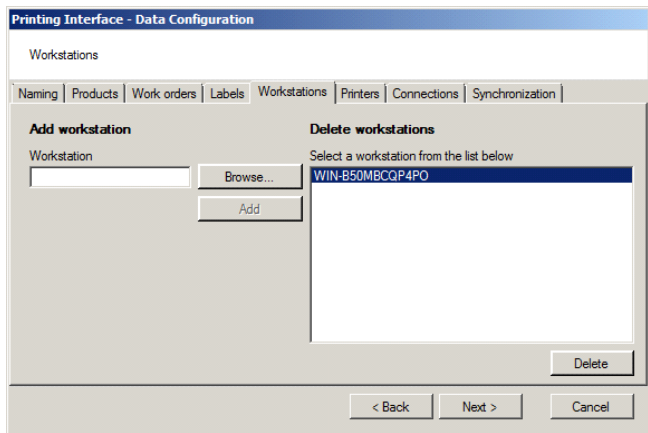 Printing Interface - Data Configuration
Workstations
Naming Products Work orders Labels Workstations Printers Connections Synchronization
Add workstation
Workstation
Browse...
Add
Delete workstations
Select a workstation from the list below
WIN-B50MBCQP4PO
Delete
< Back Next > Cancel